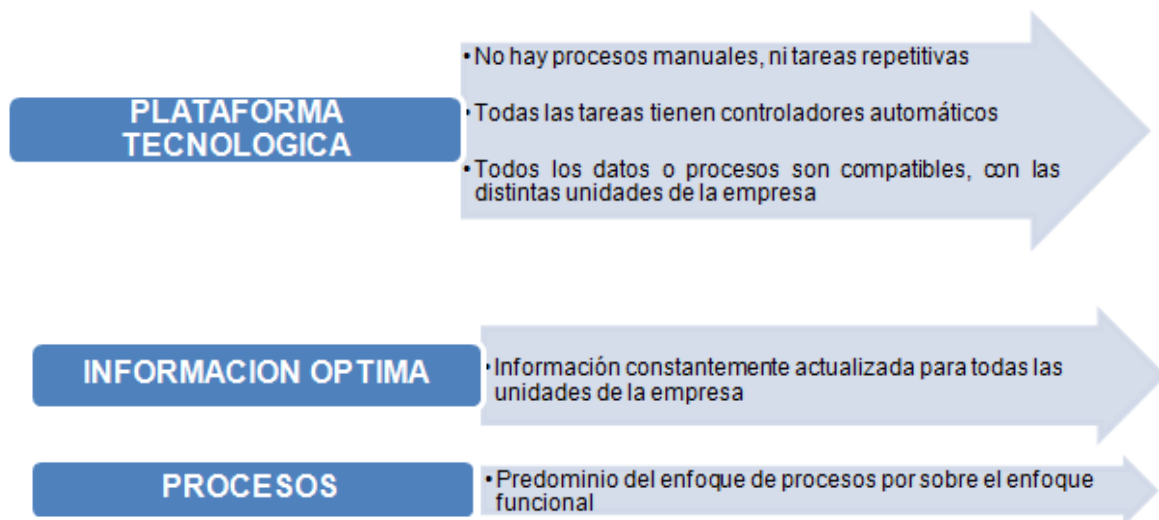 PLATAFORMA
TECNOLOGICA
• No hay procesos manuales, ni tareas repetitivas
• Todas las tareas tienen controladores automáticos
• Todos los datos o procesos son compatibles, con las
distintas unidades de la empresa
INFORMACION OPTIMA
• Información constantemente actualizada para todas las
unidades de la empresa
PROCESOS
• Predominio del enfoque de procesos por sobre el enfoque
funcional